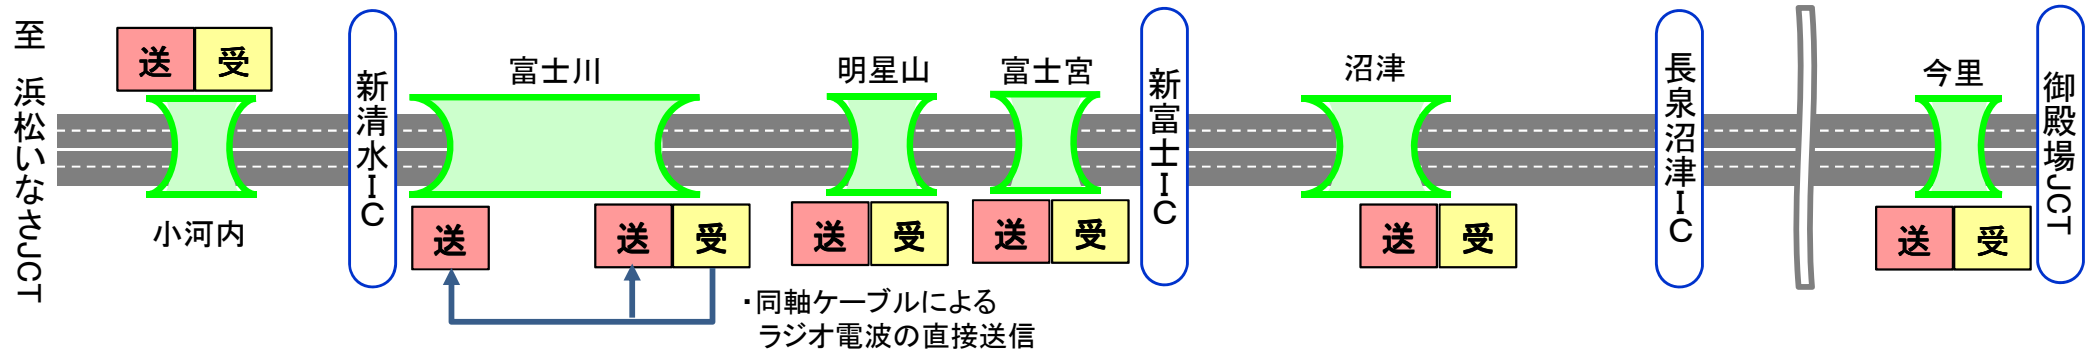 至 浜松いなさJCT
送 受
小河内
新清水IC
富士川
送
送 受
・同軸ケーブルによる
ラジオ電波の直接送信
明星山
送 受
富士宮
送 受
新富士IC
沼津
送 受
長泉沼津IC
今里
送 受
御殿場JCT